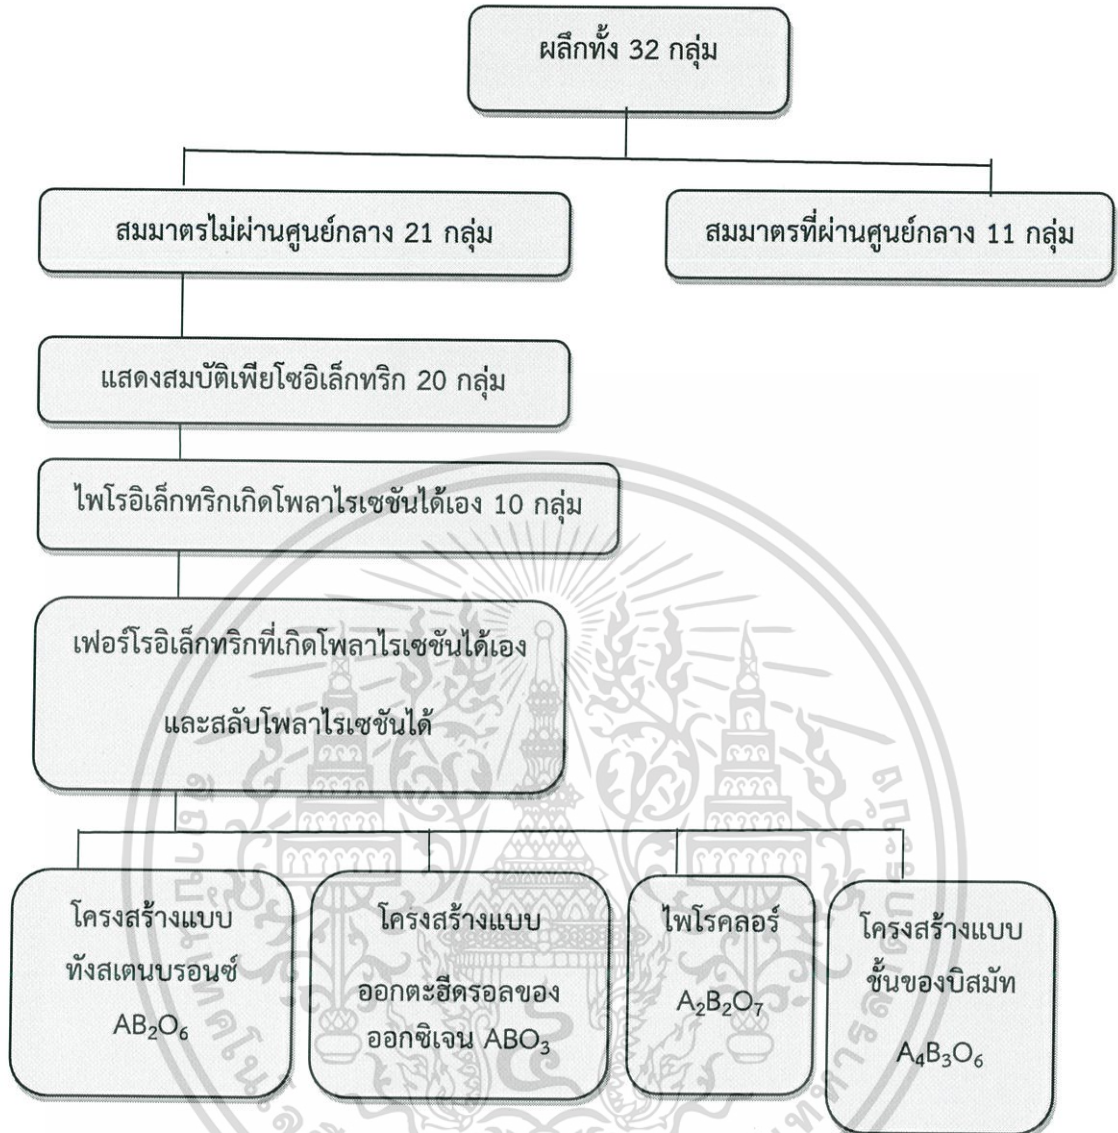 ผลึกทั้ง 32 กลุ่ม
สมมาตรไม่ผ่านศูนย์กลาง 21 กลุ่ม
สมมาตรที่ผ่านศูนย์กลาง 11 กลุ่ม
แสดงสมบัติเพียโซอิเล็กทริก 20 กลุ่ม
ไพโรอิเล็กทริกเกิดโพลาไรเซชันได้เอง 10 กลุ่ม
เฟอร์โรอิเล็กทริกที่เกิดโพลาไรเซชันได้เอง
และสลับโพลาไรเซชันได้
โครงสร้างแบบ
ทังสเตนบรอนซ์
AB₂O₆
โครงสร้างแบบ
ออกตะฮีดรอลของ
ออกซิเจน ABO₃
ไพโรคลอร์
A₂B₂O₇
โครงสร้างแบบ
ชั้นของบิสมัท
A₄B₃O₆